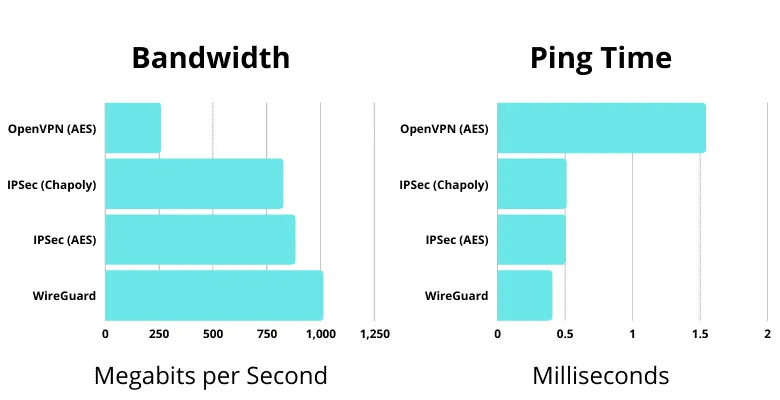 Bandwidth
OpenVPN (AES)
IPSec (Chapoly)
IPSec (AES)
WireGuard
0 250 500 750 1,000 1,250
Megabits per Second
Ping Time
OpenVPN (AES)
IPSec (Chapoly)
IPSec (AES)
WireGuard
0 0.5 1 1.5 2
Milliseconds